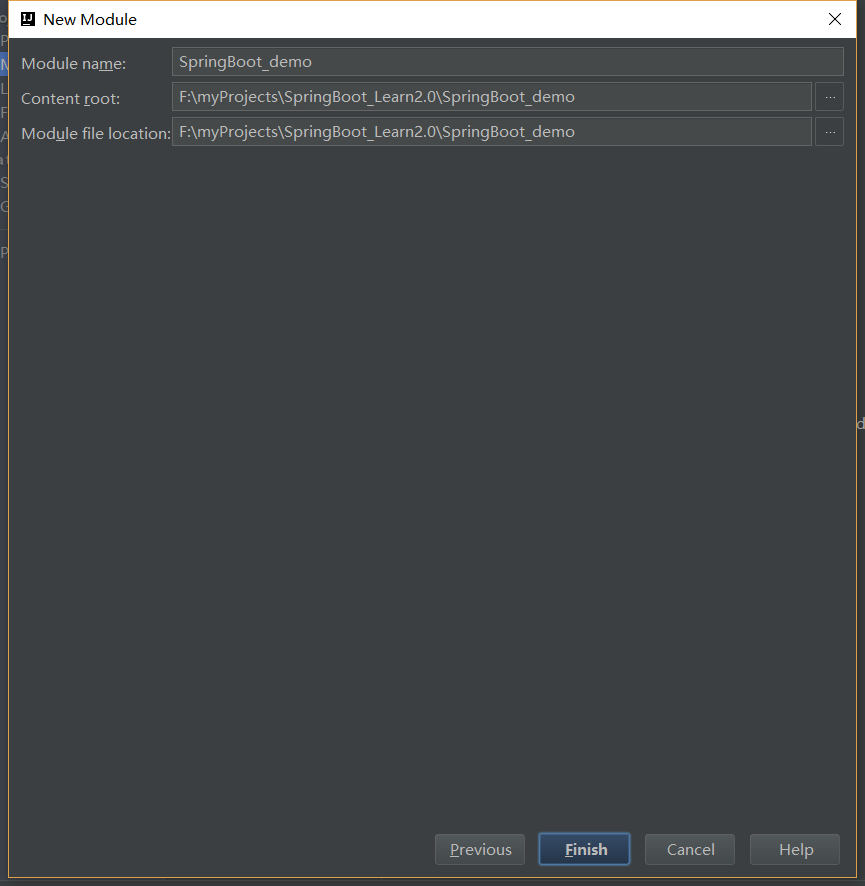 New Module
Module name: SpringBoot_demo
Content root: F:\myProjects\SpringBoot_Learn2.0\SpringBoot_demo ...
Module file location: F:\myProjects\SpringBoot_Learn2.0\SpringBoot_demo ...
Previous Finish Cancel Help